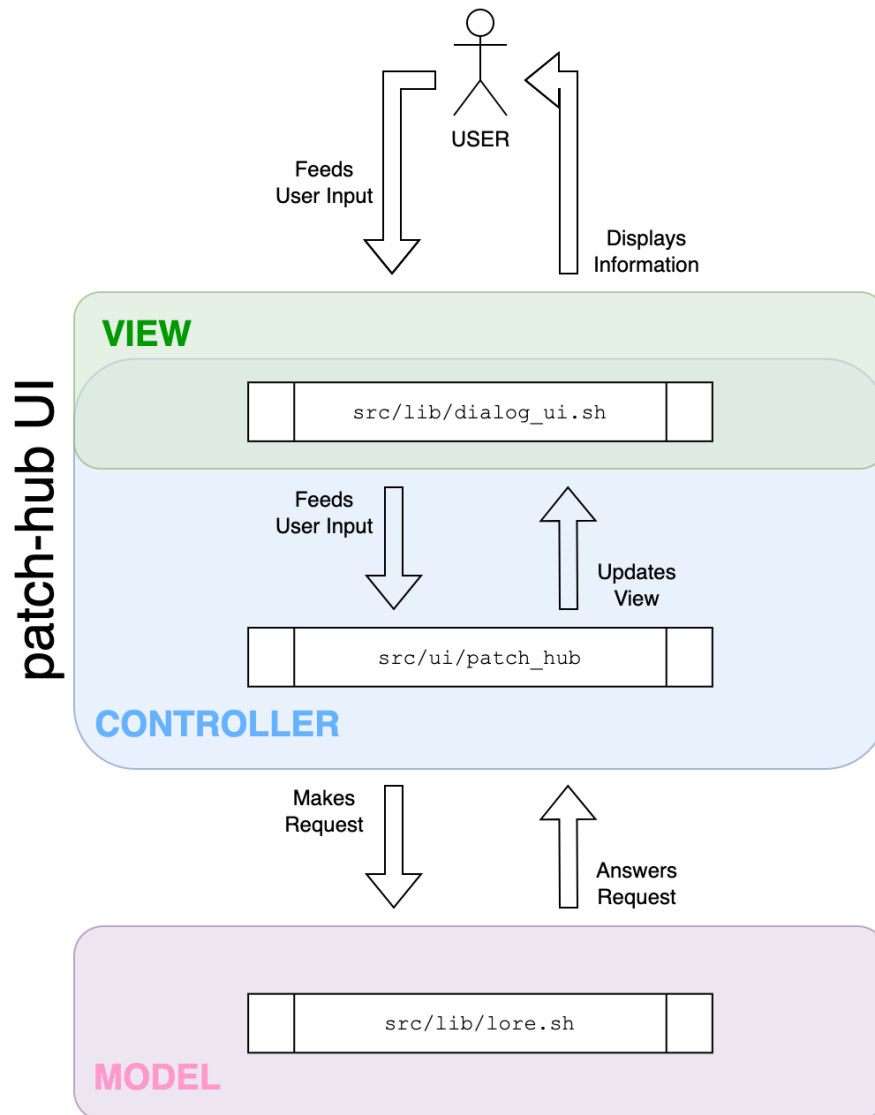 USER
Feeds
User Input
Displays
Information
patch-hub UI
VIEW
src/lib/dialog_ui.sh
Feeds
User Input
Updates
View
src/ui/patch_hub
CONTROLLER
Makes
Request
Answers
Request
src/lib/lore.sh
MODEL